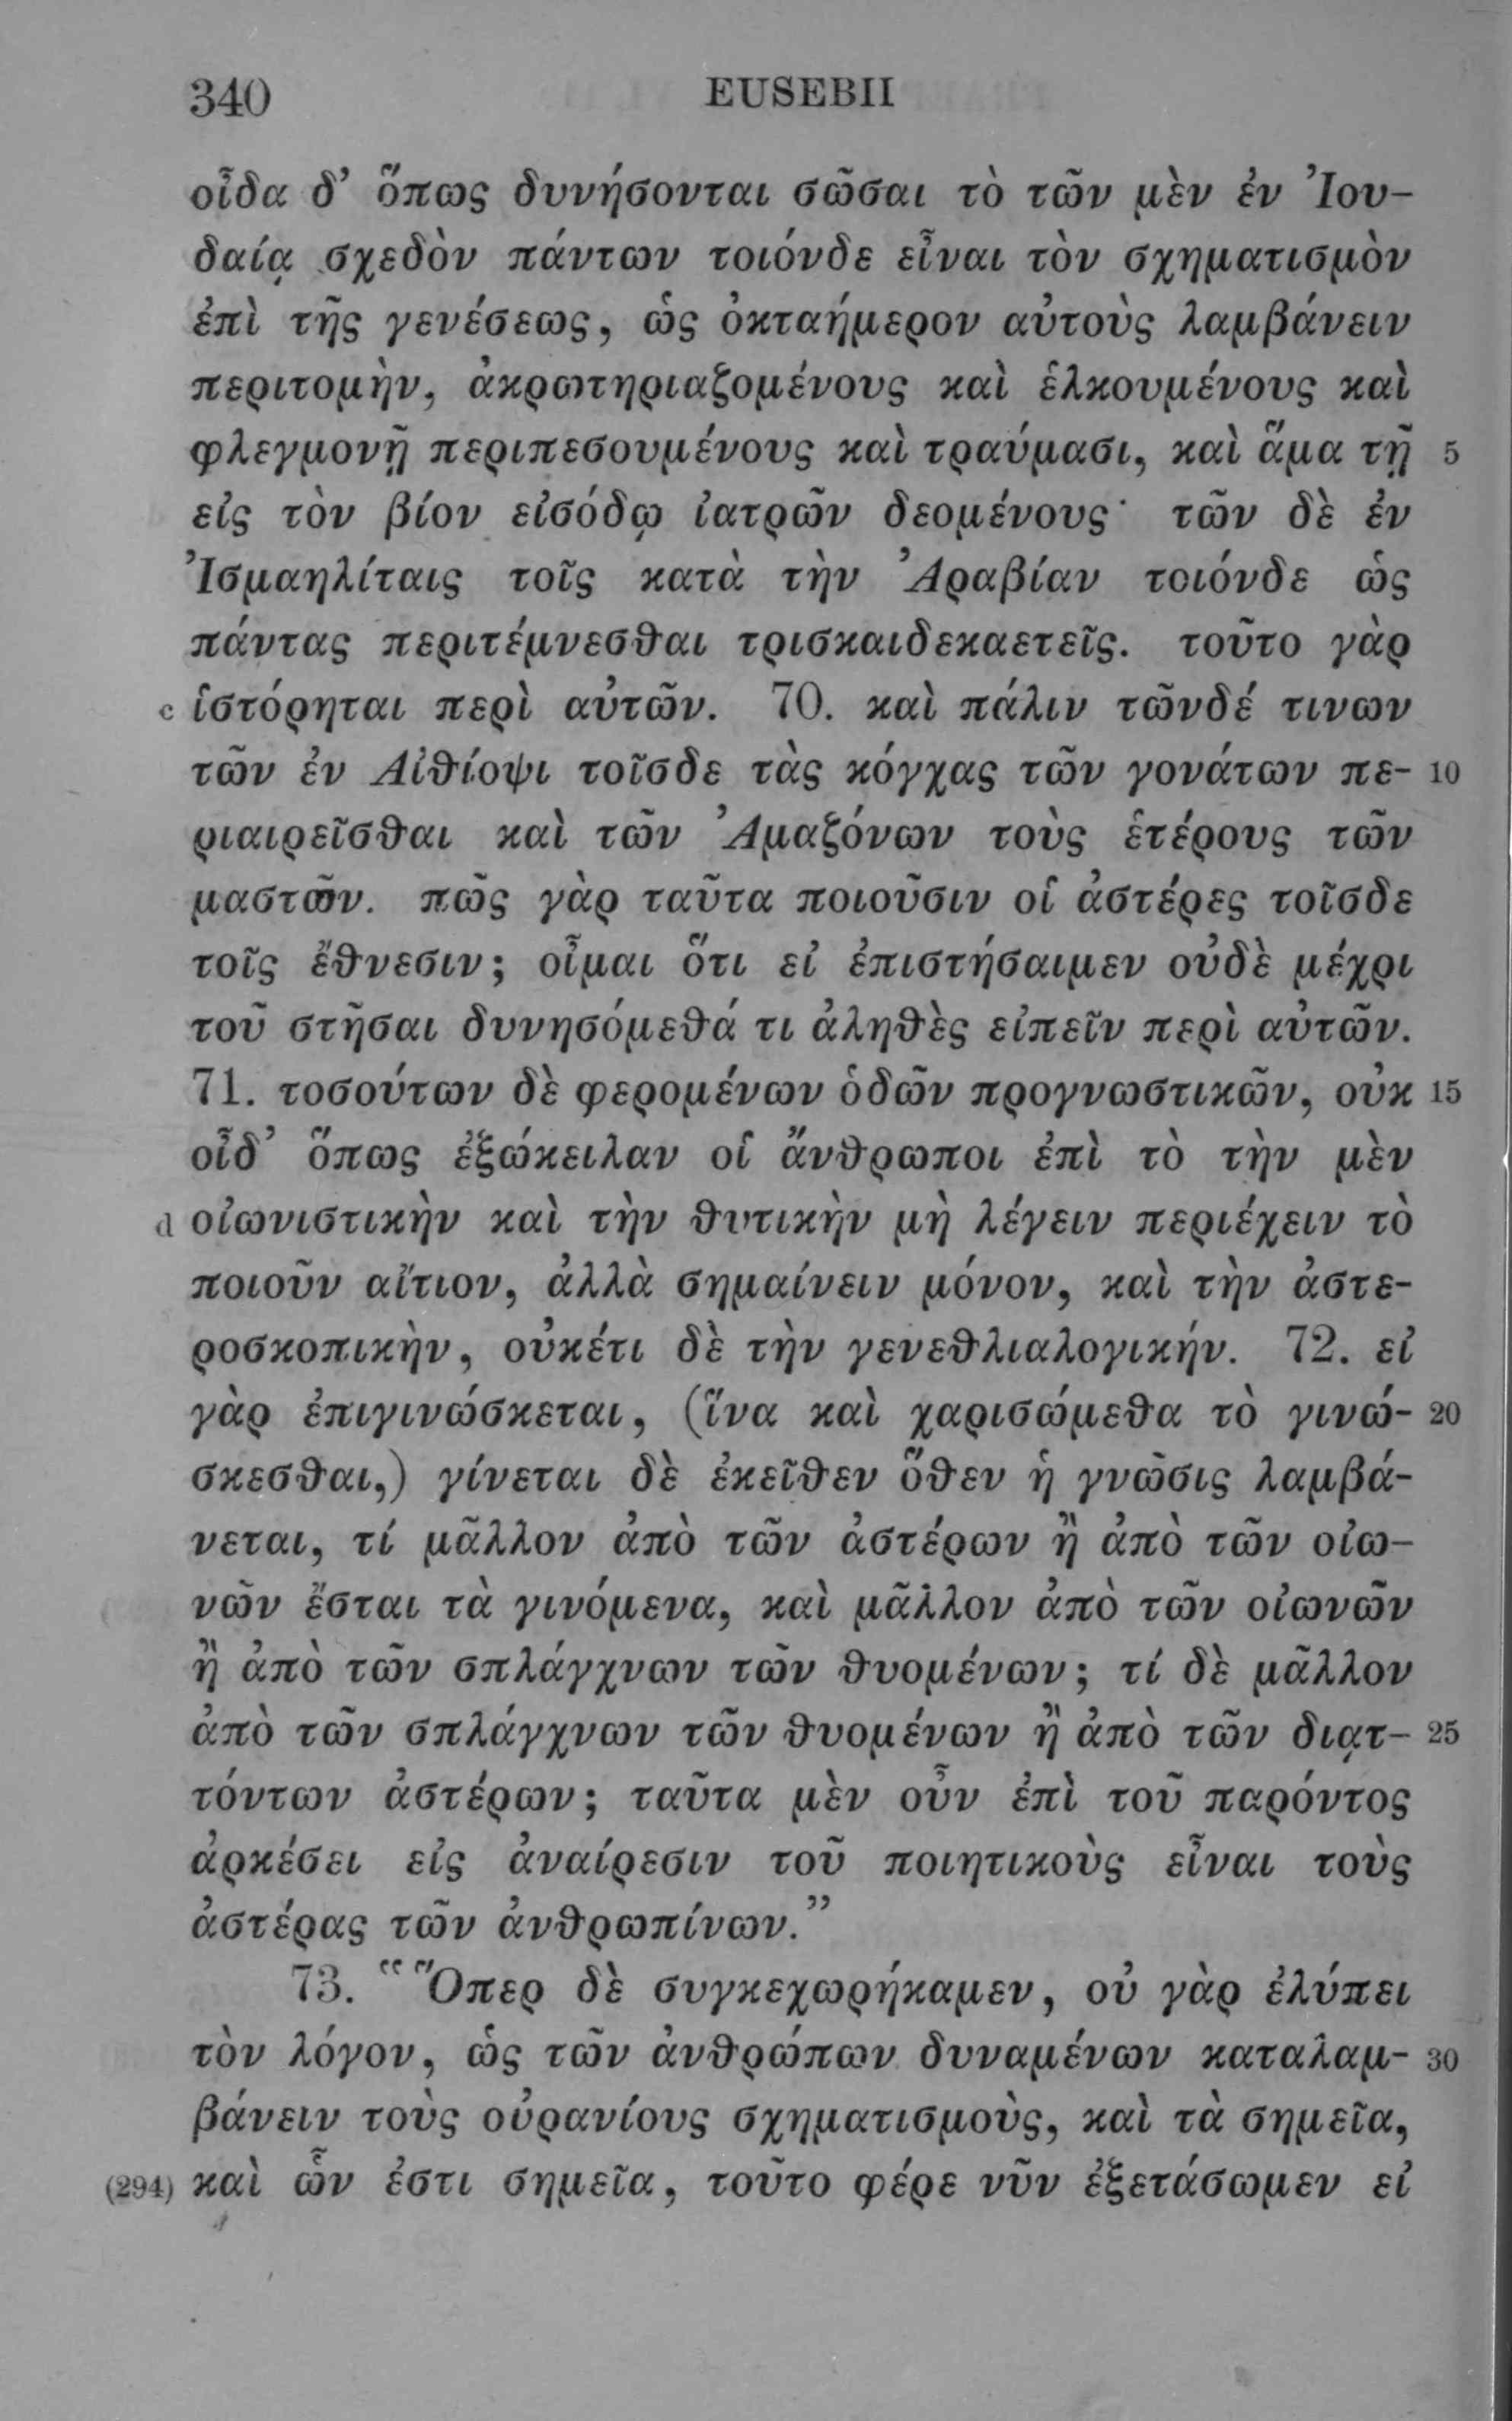 340 EUSEBII
οἶδα δ’ ὅπως δυνήσονται σῶσαι τὸ τῶν μὲν ἐν Ἰου-
δαίᾳ σχεδὸν πάντων τοιόνδε εἶναι τὸν σχηματισμὸν
ἐπὶ τῆς γενέσεως, ὡς ὀκταήμερον αὐτοὺς λαμβάνειν
περιτομὴν, ἀκρωτηριαζομένους καὶ ἑλκουμένους καὶ
φλεγμονῇ περιπεσουμένους καὶ τραύμασι, καὶ ἅμα τῇ 5
εἰς τὸν βίον εἰσόδῳ ἰατρῶν δεομένους· τῶν δὲ ἐν
Ἰσμαηλίταις τοῖς κατὰ τὴν Ἀραβίαν τοιόνδε ὡς
πάντας περιτέμνεσθαι τρισκαιδεκαετεῖς. τοῦτο γὰρ
c ἱστόρηται περὶ αὐτῶν. 70. καὶ πάλιν τῶνδέ τινων
τῶν ἐν Αἰθίοψι τοῖσδε τὰς κόγχας τῶν γονάτων πε- 10
ριαιρεῖσθαι καὶ τῶν Ἀμαζόνων τοὺς ἑτέρους τῶν
μαστῶν. πῶς γὰρ ταῦτα ποιοῦσιν οἱ ἀστέρες τοῖσδε
τοῖς ἔθνεσιν; οἶμαι ὅτι εἰ ἐπιστήσαιμεν οὐδὲ μέχρι
τοῦ στῆσαι δυνησόμεθά τι ἀληθὲς εἰπεῖν περὶ αὐτῶν.
71. τοσούτων δὲ φερομένων ὁδῶν προγνωστικῶν, οὐκ 15
οἶδ’ ὅπως ἐξώκειλαν οἱ ἄνθρωποι ἐπὶ τὸ τὴν μὲν
d οἰωνιστικὴν καὶ τὴν θυτικὴν μὴ λέγειν περιέχειν τὸ
ποιοῦν αἴτιον, ἀλλὰ σημαίνειν μόνον, καὶ τὴν ἀστε-
ροσκοπικὴν, οὐκέτι δὲ τὴν γενεθλιαλογικήν. 72. εἰ
γὰρ ἐπιγινώσκεται, (ἵνα καὶ χαρισώμεθα τὸ γινώ- 20
σκεσθαι,) γίνεται δὲ ἐκεῖθεν ὅθεν ἡ γνῶσις λαμβά-
νεται, τί μᾶλλον ἀπὸ τῶν ἀστέρων ἢ ἀπὸ τῶν οἰω-
νῶν ἔσται τὰ γινόμενα, καὶ μᾶλλον ἀπὸ τῶν οἰωνῶν
ἢ ἀπὸ τῶν σπλάγχνων τῶν θυομένων; τί δὲ μᾶλλον
ἀπὸ τῶν σπλάγχνων τῶν θυομένων ἢ ἀπὸ τῶν διᾳτ- 25
τόντων ἀστέρων; ταῦτα μὲν οὖν ἐπὶ τοῦ παρόντος
ἀρκέσει εἰς ἀναίρεσιν τοῦ ποιητικοὺς εἶναι τοὺς
ἀστέρας τῶν ἀνθρωπίνων.”
73. “Ὅπερ δὲ συγκεχωρήκαμεν, οὐ γὰρ ἐλύπει
τὸν λόγον, ὡς τῶν ἀνθρώπων δυναμένων καταλαμ- 30
βάνειν τοὺς οὐρανίους σχηματισμοὺς, καὶ τὰ σημεῖα,
(294) καὶ ὧν ἐστι σημεῖα, τοῦτο φέρε νῦν ἐξετάσωμεν εἰ